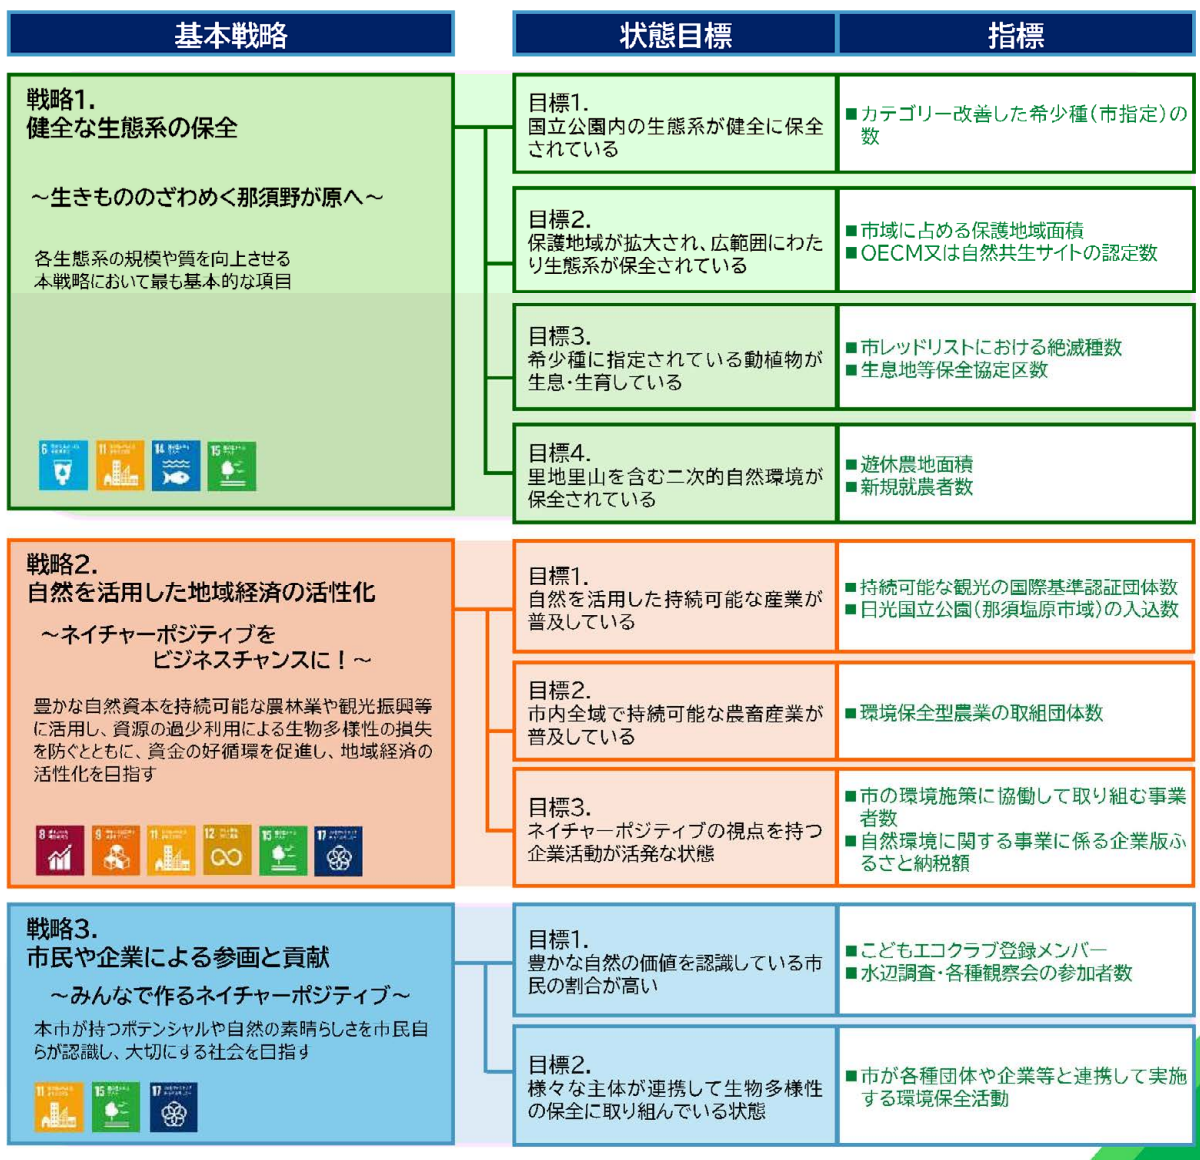 基本戦略
状態目標
指標
戦略1.
健全な生態系の保全
～生きもののざわめく那須野が原へ～
各生態系の規模や質を向上させる
本戦略において最も基本的な項目
6
11
14
15
目標1.
国立公園内の生態系が健全に保全
されている
■カテゴリー改善した希少種(市指定)の
数
目標2.
保護地域が拡大され、広範囲にわた
り生態系が保全されている
■市域に占める保護地域面積
■OECM又は自然共生サイトの認定数
目標3.
希少種に指定されている動植物が
生息・生育している
■市レッドリストにおける絶滅種数
■生息地等保全協定区数
目標4.
里地里山を含む二次的自然環境が
保全されている
■遊休農地面積
■新規就農者数
戦略2.
自然を活用した地域経済の活性化
～ネイチャーポジティブを
ビジネスチャンスに！～
豊かな自然資本を持続可能な農林業や観光振興等
に活用し、資源の過少利用による生物多様性の損失
を防ぐとともに、資金の好循環を促進し、地域経済の
活性化を目指す
8
9
11
12
15
17
目標1.
自然を活用した持続可能な産業が
普及している
■持続可能な観光の国際基準認証団体数
■日光国立公園(那須塩原市域)の入込数
目標2.
市内全域で持続可能な農畜産業が
普及している
■環境保全型農業の取組団体数
目標3.
ネイチャーポジティブの視点を持つ
企業活動が活発な状態
■市の環境施策に協働して取り組む事業
者数
■自然環境に関する事業に係る企業版ふ
るさと納税額
戦略3.
市民や企業による参画と貢献
～みんなで作るネイチャーポジティブ～
本市が持つポテンシャルや自然の素晴らしさを市民自
らが認識し、大切にする社会を目指す
11
15
17
目標1.
豊かな自然の価値を認識している市
民の割合が高い
■こどもエコクラブ登録メンバー
■水辺調査・各種観察会の参加者数
目標2.
様々な主体が連携して生物多様性
の保全に取り組んでいる状態
■市が各種団体や企業等と連携して実施
する環境保全活動